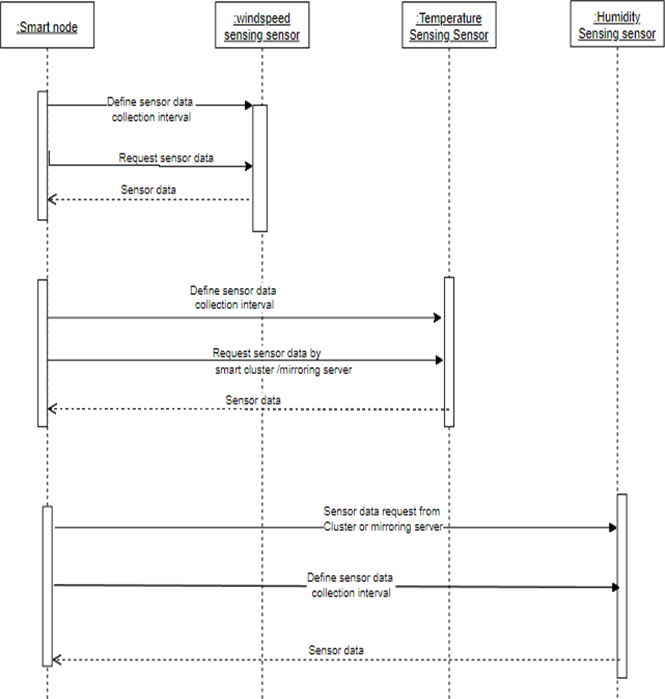 :Smart node
:windspeed
sensing sensor
:Temperature
Sensing Sensor
:Humidity
Sensing sensor
Define sensor data
collection interval
Request sensor data
Sensor data
Define sensor data
collection interval
Request sensor data by
smart cluster /mirroring server
Sensor data
Sensor data request from
Cluster or mirroring server
Define sensor data
collection interval
Sensor data